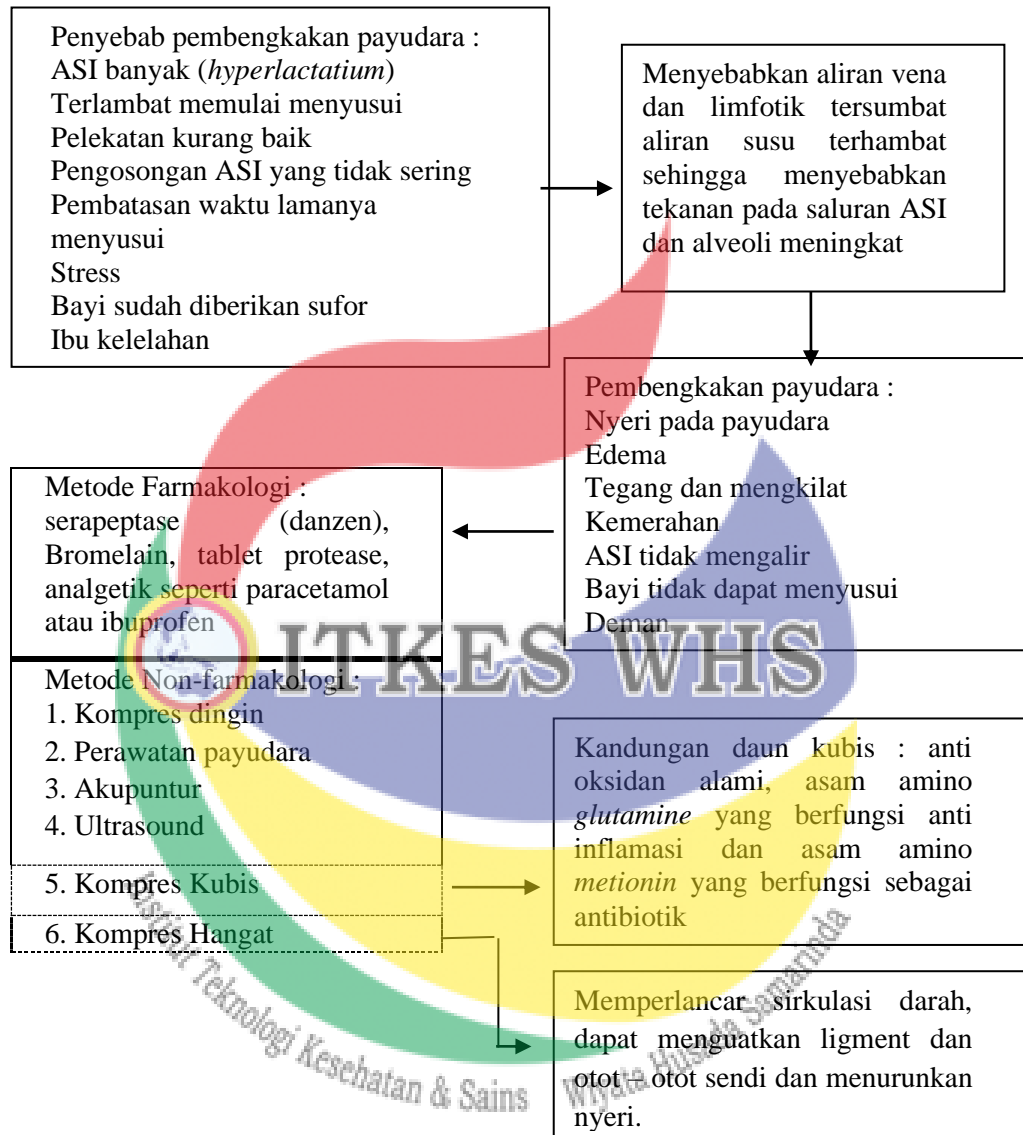 Penyebab pembengkakan payudara :
ASI banyak (hyperlactatium)
Terlambat memulai menyusui
Pelekatan kurang baik
Pengosongan ASI yang tidak sering
Pembatasan waktu lamanya
menyusui
Stress
Bayi sudah diberikan sufor
Ibu kelelahan
Menyebabkan aliran vena
dan limfotik tersumbat
aliran susu terhambat
sehingga menyebabkan
tekanan pada saluran ASI
dan alveoli meningkat
Pembengkakan payudara :
Nyeri pada payudara
Edema
Tegang dan mengkilat
Kemerahan
ASI tidak mengalir
Bayi tidak dapat menyusui
Deman
Metode Farmakologi :
serapeptase (danzen),
Bromelain, tablet protease,
analgetik seperti paracetamol
atau ibuprofen
ITKES WHS
Metode Non-farmakologi :
1. Kompres dingin
2. Perawatan payudara
3. Akupuntur
4. Ultrasound
5. Kompres Kubis
6. Kompres Hangat
Kandungan daun kubis : anti
oksidan alami, asam amino
glutamine yang berfungsi anti
inflamasi dan asam amino
metionin yang berfungsi sebagai
antibiotik
Memperlancar sirkulasi darah,
dapat menguatkan ligment dan
otot – otot sendi dan menurunkan
nyeri.
Institut Teknologi Kesehatan & Sains Wiyata Husada Samarinda